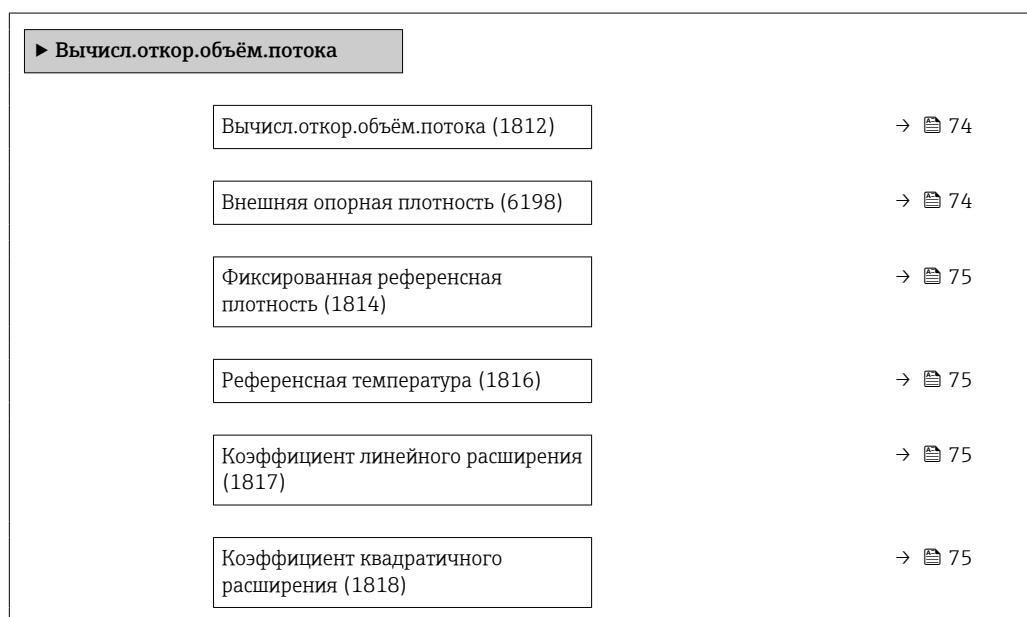 ▶ Вычисл.откор.объём.потока
Вычисл.откор.объём.потока (1812) → 74
Внешняя опорная плотность (6198) → 74
Фиксированная референсная → 75
плотность (1814)
Референсная температура (1816) → 75
Коэффициент линейного расширения → 75
(1817)
Коэффициент квадратичного → 75
расширения (1818)